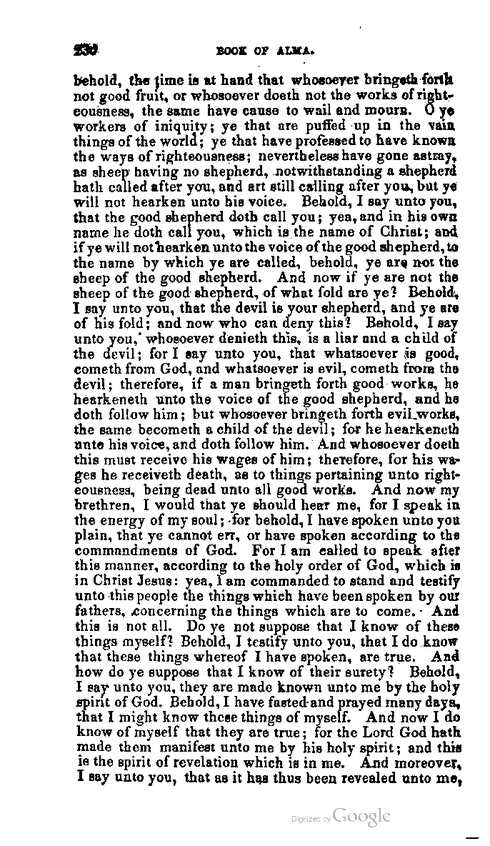 230 BOOK OF ALMA.
behold, the time is at hand that whosoever bringeth forth
not good fruit, or whosoever doeth not the works of right-
eousness, the same have cause to wail and mourn. O ye
workers of iniquity; ye that are puffed up in the vain
things of the world; ye that have professed to have known
the ways of righteousness; nevertheless have gone astray,
as sheep having no shepherd, notwithstanding a shepherd
hath called after you, and art still calling after you, but ye
will not hearken unto his voice. Behold, I say unto you,
that the good shepherd doth call you; yea, and in his own
name he doth call you, which is the name of Christ; and
if ye will not hearken unto the voice of the good shepherd, to
the name by which ye are called, behold, ye are not the
sheep of the good shepherd. And now if ye are not the
sheep of the good shepherd, of what fold are ye? Behold,
I say unto you, that the devil is your shepherd, and ye are
of his fold; and now who can deny this? Behold, I say
unto you, whosoever denieth this, is a liar and a child of
the devil; for I say unto you, that whatsoever is good,
cometh from God, and whatsoever is evil, cometh from the
devil; therefore, if a man bringeth forth good works, he
hearkeneth unto the voice of the good shepherd, and he
doth follow him; but whosoever bringeth forth evil works,
the same becometh a child of the devil; for he hearkeneth
unto his voice, and doth follow him. And whosoever doeth
this must receive his wages of him; therefore, for his wa-
ges he receiveth death, as to things pertaining unto right-
eousness, being dead unto all good works. And now my
brethren, I would that ye should hear me, for I speak in
the energy of my soul; for behold, I have spoken unto you
plain, that ye cannot err, or have spoken according to the
commandments of God. For I am called to speak after
this manner, according to the holy order of God, which is
in Christ Jesus: yea, I am commanded to stand and testify
unto this people the things which have been spoken by our
fathers, concerning the things which are to come. And
this is not all. Do ye not suppose that I know of these
things myself? Behold, I testify unto you, that I do know
that these things whereof I have spoken, are true. And
how do ye suppose that I know of their surety? Behold,
I say unto you, they are made known unto me by the holy
spirit of God. Behold, I have fasted and prayed many days,
that I might know these things of myself. And now I do
know of myself that they are true; for the Lord God hath
made them manifest unto me by his holy spirit; and this
is the spirit of revelation which is in me. And moreover,
I say unto you, that as it has thus been revealed unto me,
Digitized by Google